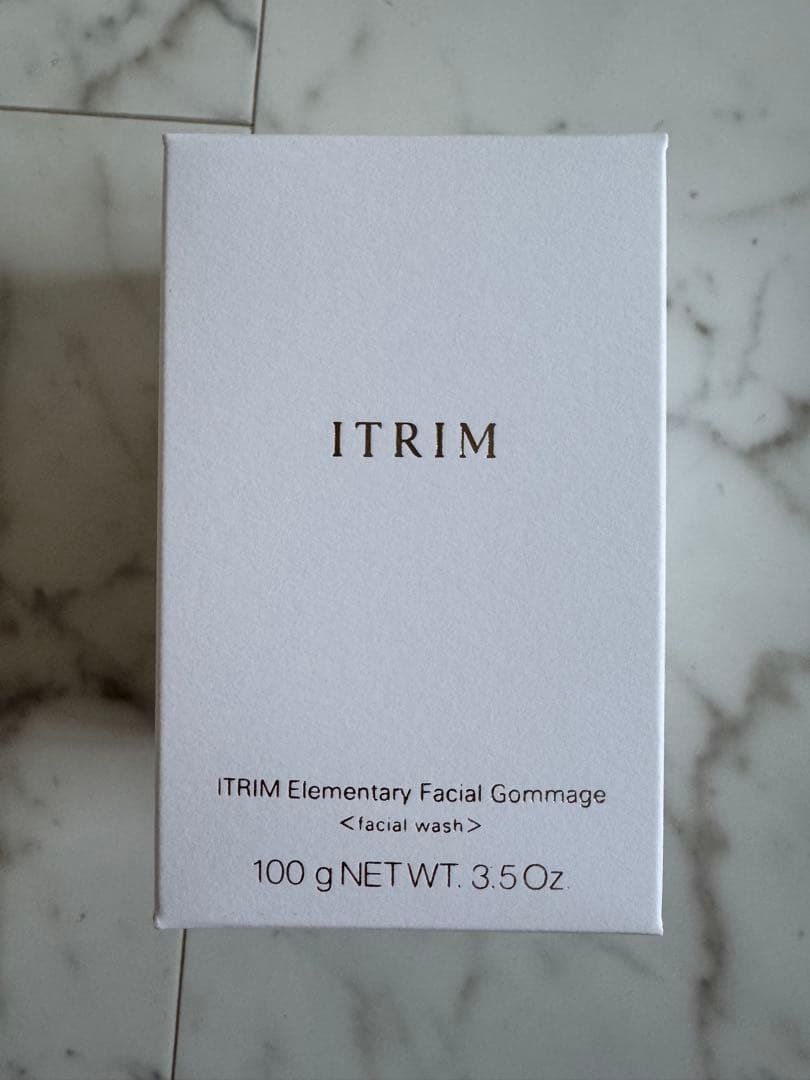 ITRIM
ITRIM Elementary Facial Gommage
<facial wash>
100 g NET WT. 3.5 Oz.